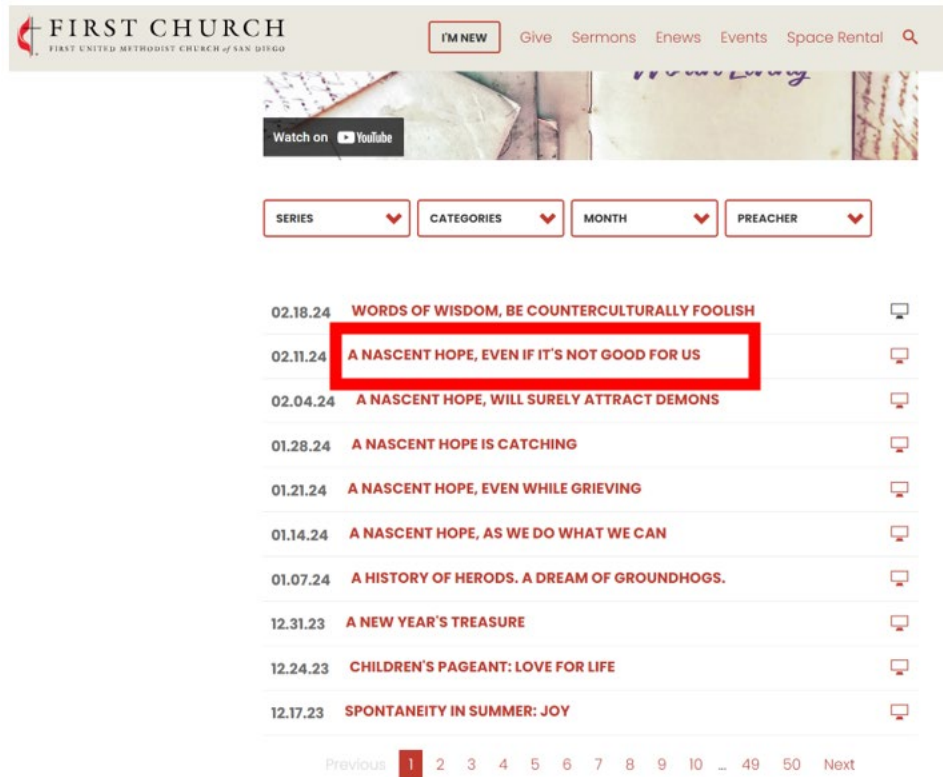 FIRST CHURCH
FIRST UNITED METHODIST CHURCH of SAN DIEGO
I'M NEW Give Sermons Enews Events Space Rental
Worth Living
Watch on YouTube
SERIES CATEGORIES MONTH PREACHER
02.18.24 WORDS OF WISDOM, BE COUNTERCULTURALLY FOOLISH
02.11.24 A NASCENT HOPE, EVEN IF IT'S NOT GOOD FOR US
02.04.24 A NASCENT HOPE, WILL SURELY ATTRACT DEMONS
01.28.24 A NASCENT HOPE IS CATCHING
01.21.24 A NASCENT HOPE, EVEN WHILE GRIEVING
01.14.24 A NASCENT HOPE, AS WE DO WHAT WE CAN
01.07.24 A HISTORY OF HERODS. A DREAM OF GROUNDHOGS.
12.31.23 A NEW YEAR'S TREASURE
12.24.23 CHILDREN'S PAGEANT: LOVE FOR LIFE
12.17.23 SPONTANEITY IN SUMMER: JOY
Previous 1 2 3 4 5 6 7 8 9 10 … 49 50 Next